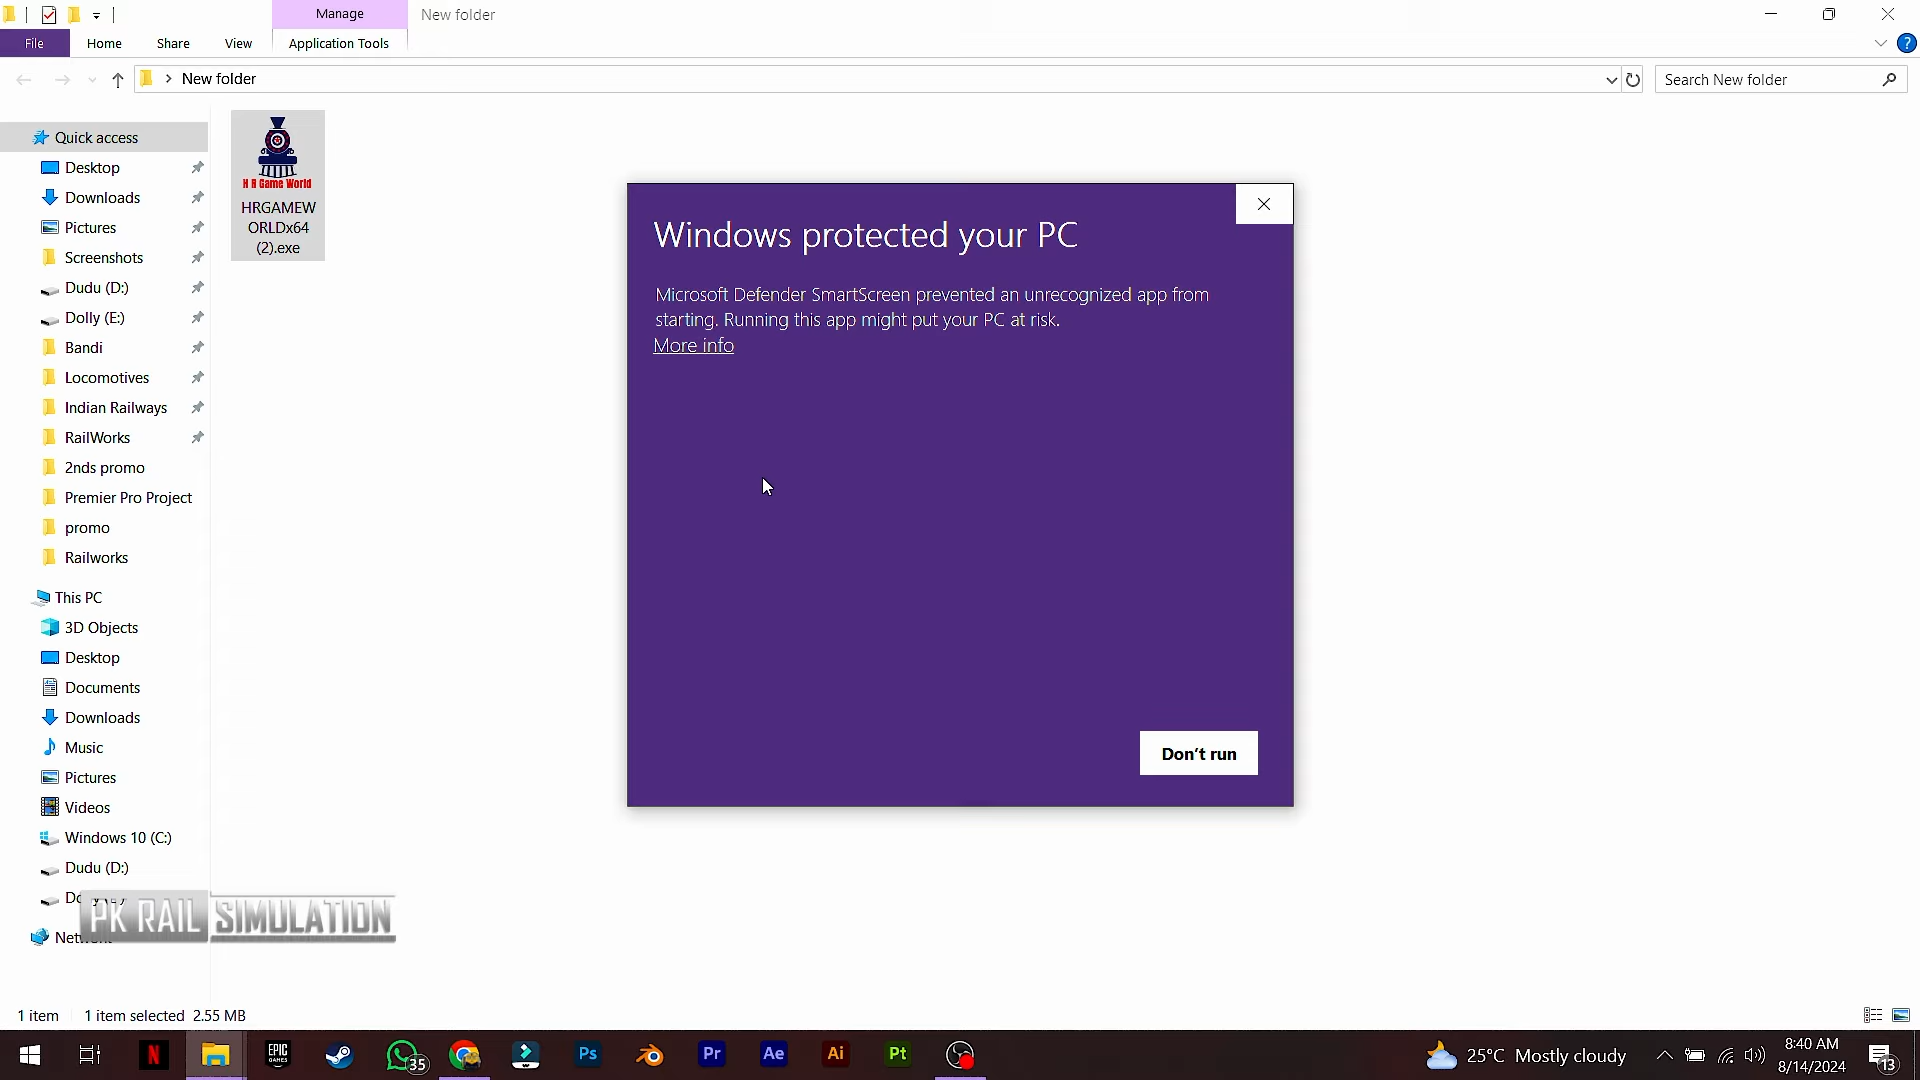 Manage
New folder
File
Home
Share
View
Application Tools
New folder
Search New folder
Quick access
Desktop
Downloads
Pictures
Screenshots
Dudu (D:)
Dolly (E:)
Bandi
Locomotives
Indian Railways
RailWorks
2nds promo
Premier Pro Project
promo
Railworks
This PC
3D Objects
Desktop
Documents
Downloads
Music
Pictures
Videos
Windows 10 (C:)
Dudu (D:)
PK RAIL SIMULATION
H R Game World
HRGAMEW
ORLDx64
(2).exe
Windows protected your PC
Microsoft Defender SmartScreen prevented an unrecognized app from
starting. Running this app might put your PC at risk.
More info
Don't run
1 item
1 item selected 2.55 MB
N
EPIC
GAMES
35
Ps
Pr
Ae
Ai
Pt
25°C Mostly cloudy
8:40 AM
8/14/2024
13